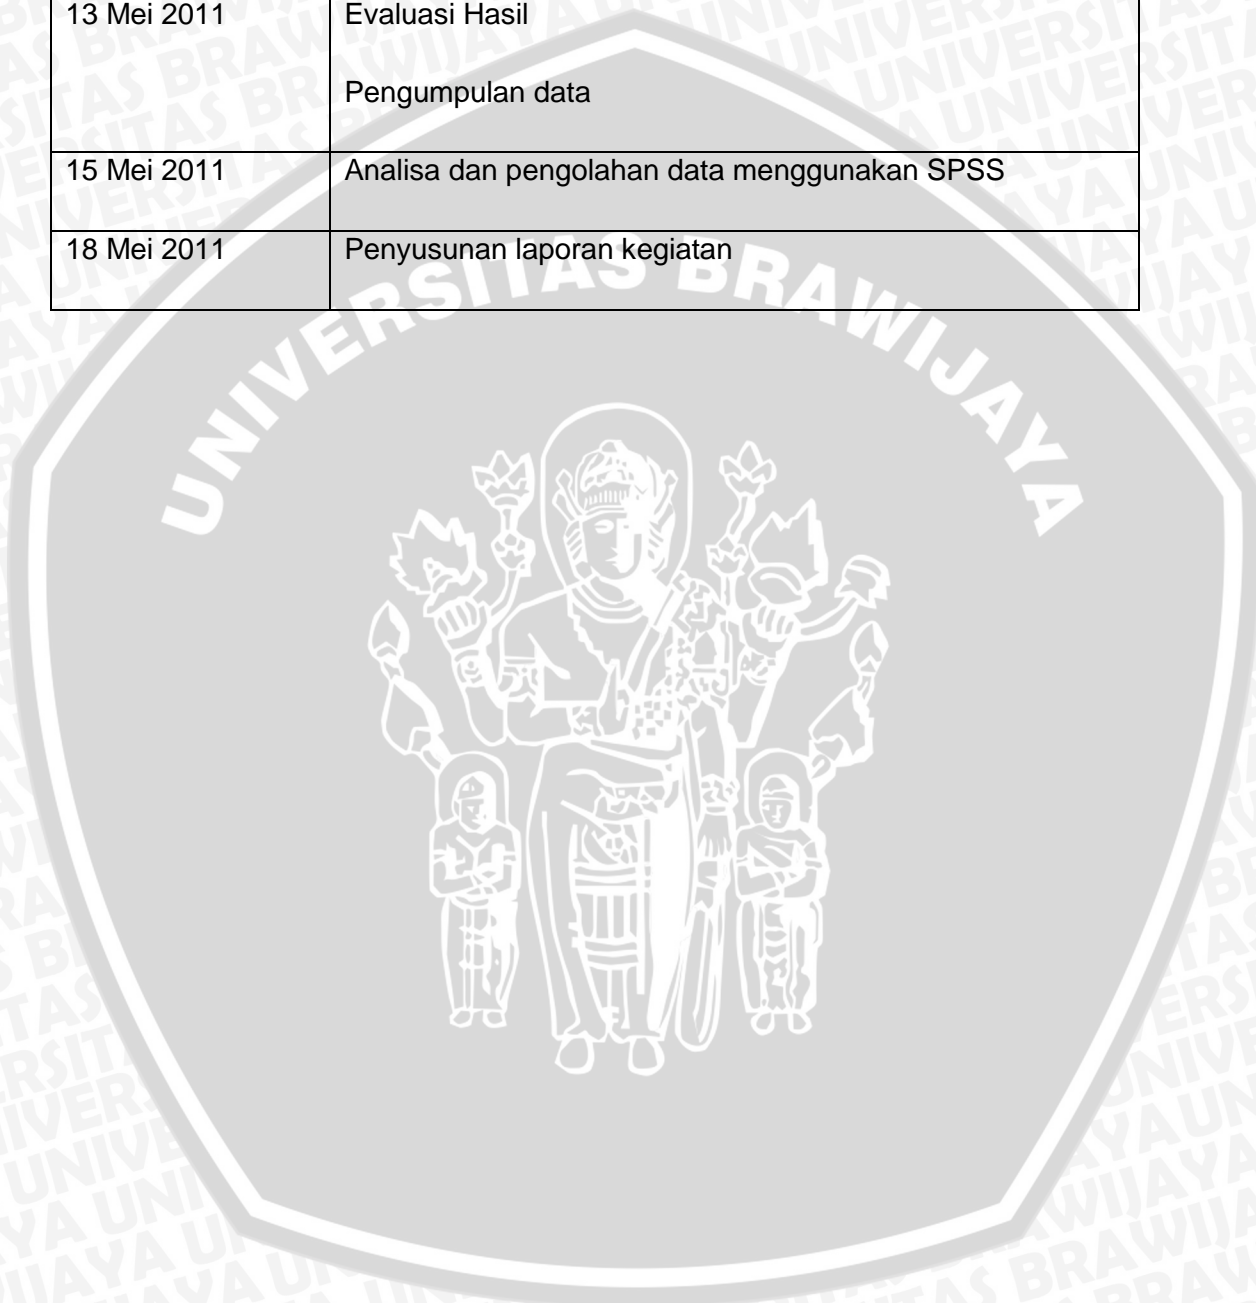 13 Mei 2011 Evaluasi Hasil
Pengumpulan data
15 Mei 2011 Analisa dan pengolahan data menggunakan SPSS
18 Mei 2011 Penyusunan laporan kegiatan
UNIVERSITAS BRAWIJAYA